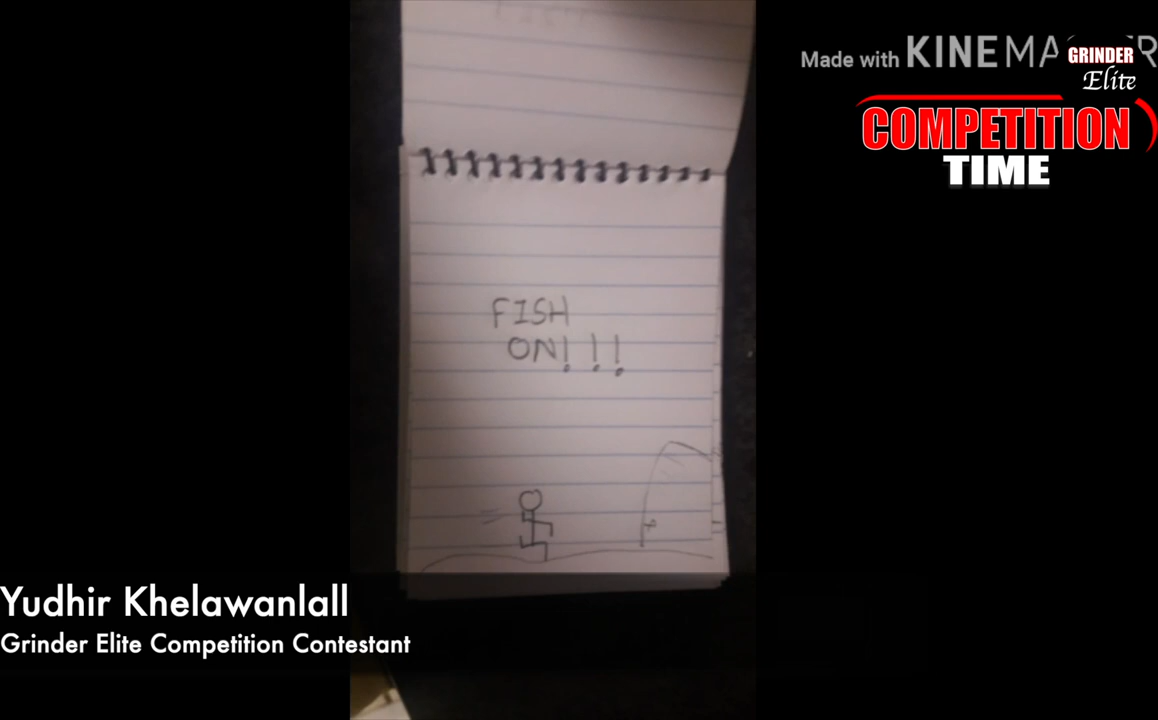 Made with KINEMA
GRINDER
Elite
COMPETITION
TIME
FISH
ON!!!
Yudhir Khelawanlall
Grinder Elite Competition Contestant